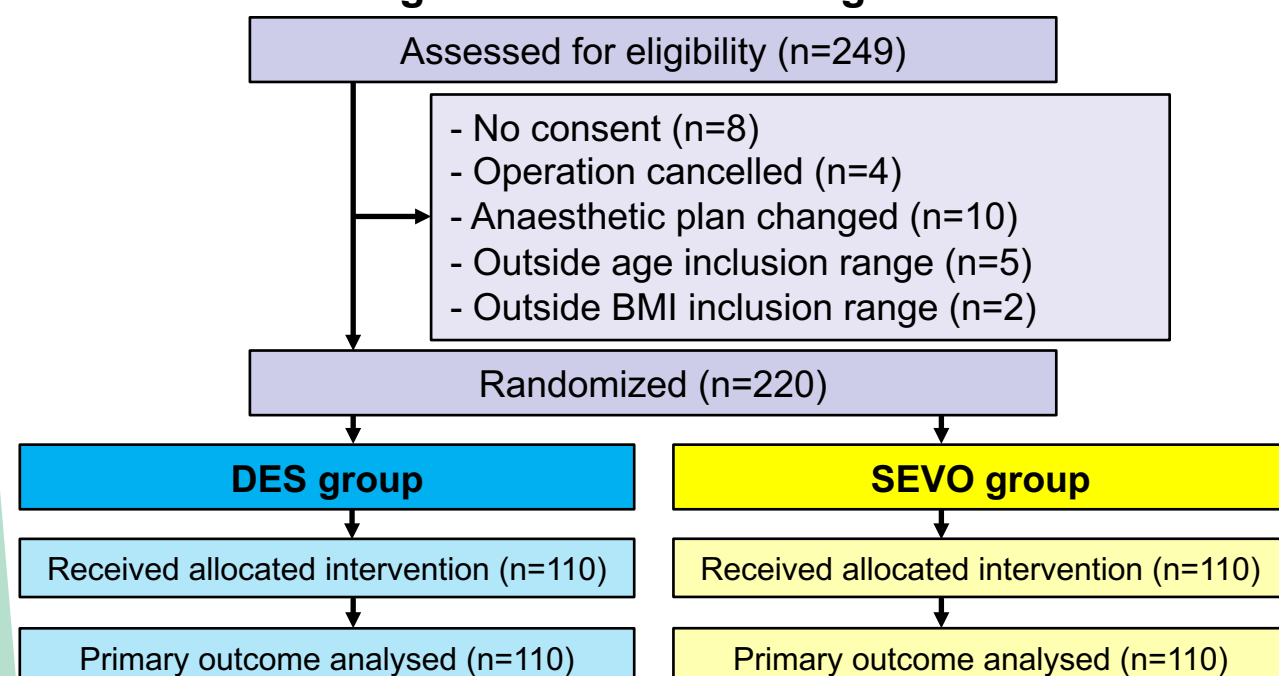 Assessed for eligibility (n=249)
- No consent (n=8)
- Operation cancelled (n=4)
- Anaesthetic plan changed (n=10)
- Outside age inclusion range (n=5)
- Outside BMI inclusion range (n=2)
Randomized (n=220)
DES group
SEVO group
Received allocated intervention (n=110)
Received allocated intervention (n=110)
Primary outcome analysed (n=110)
Primary outcome analysed (n=110)